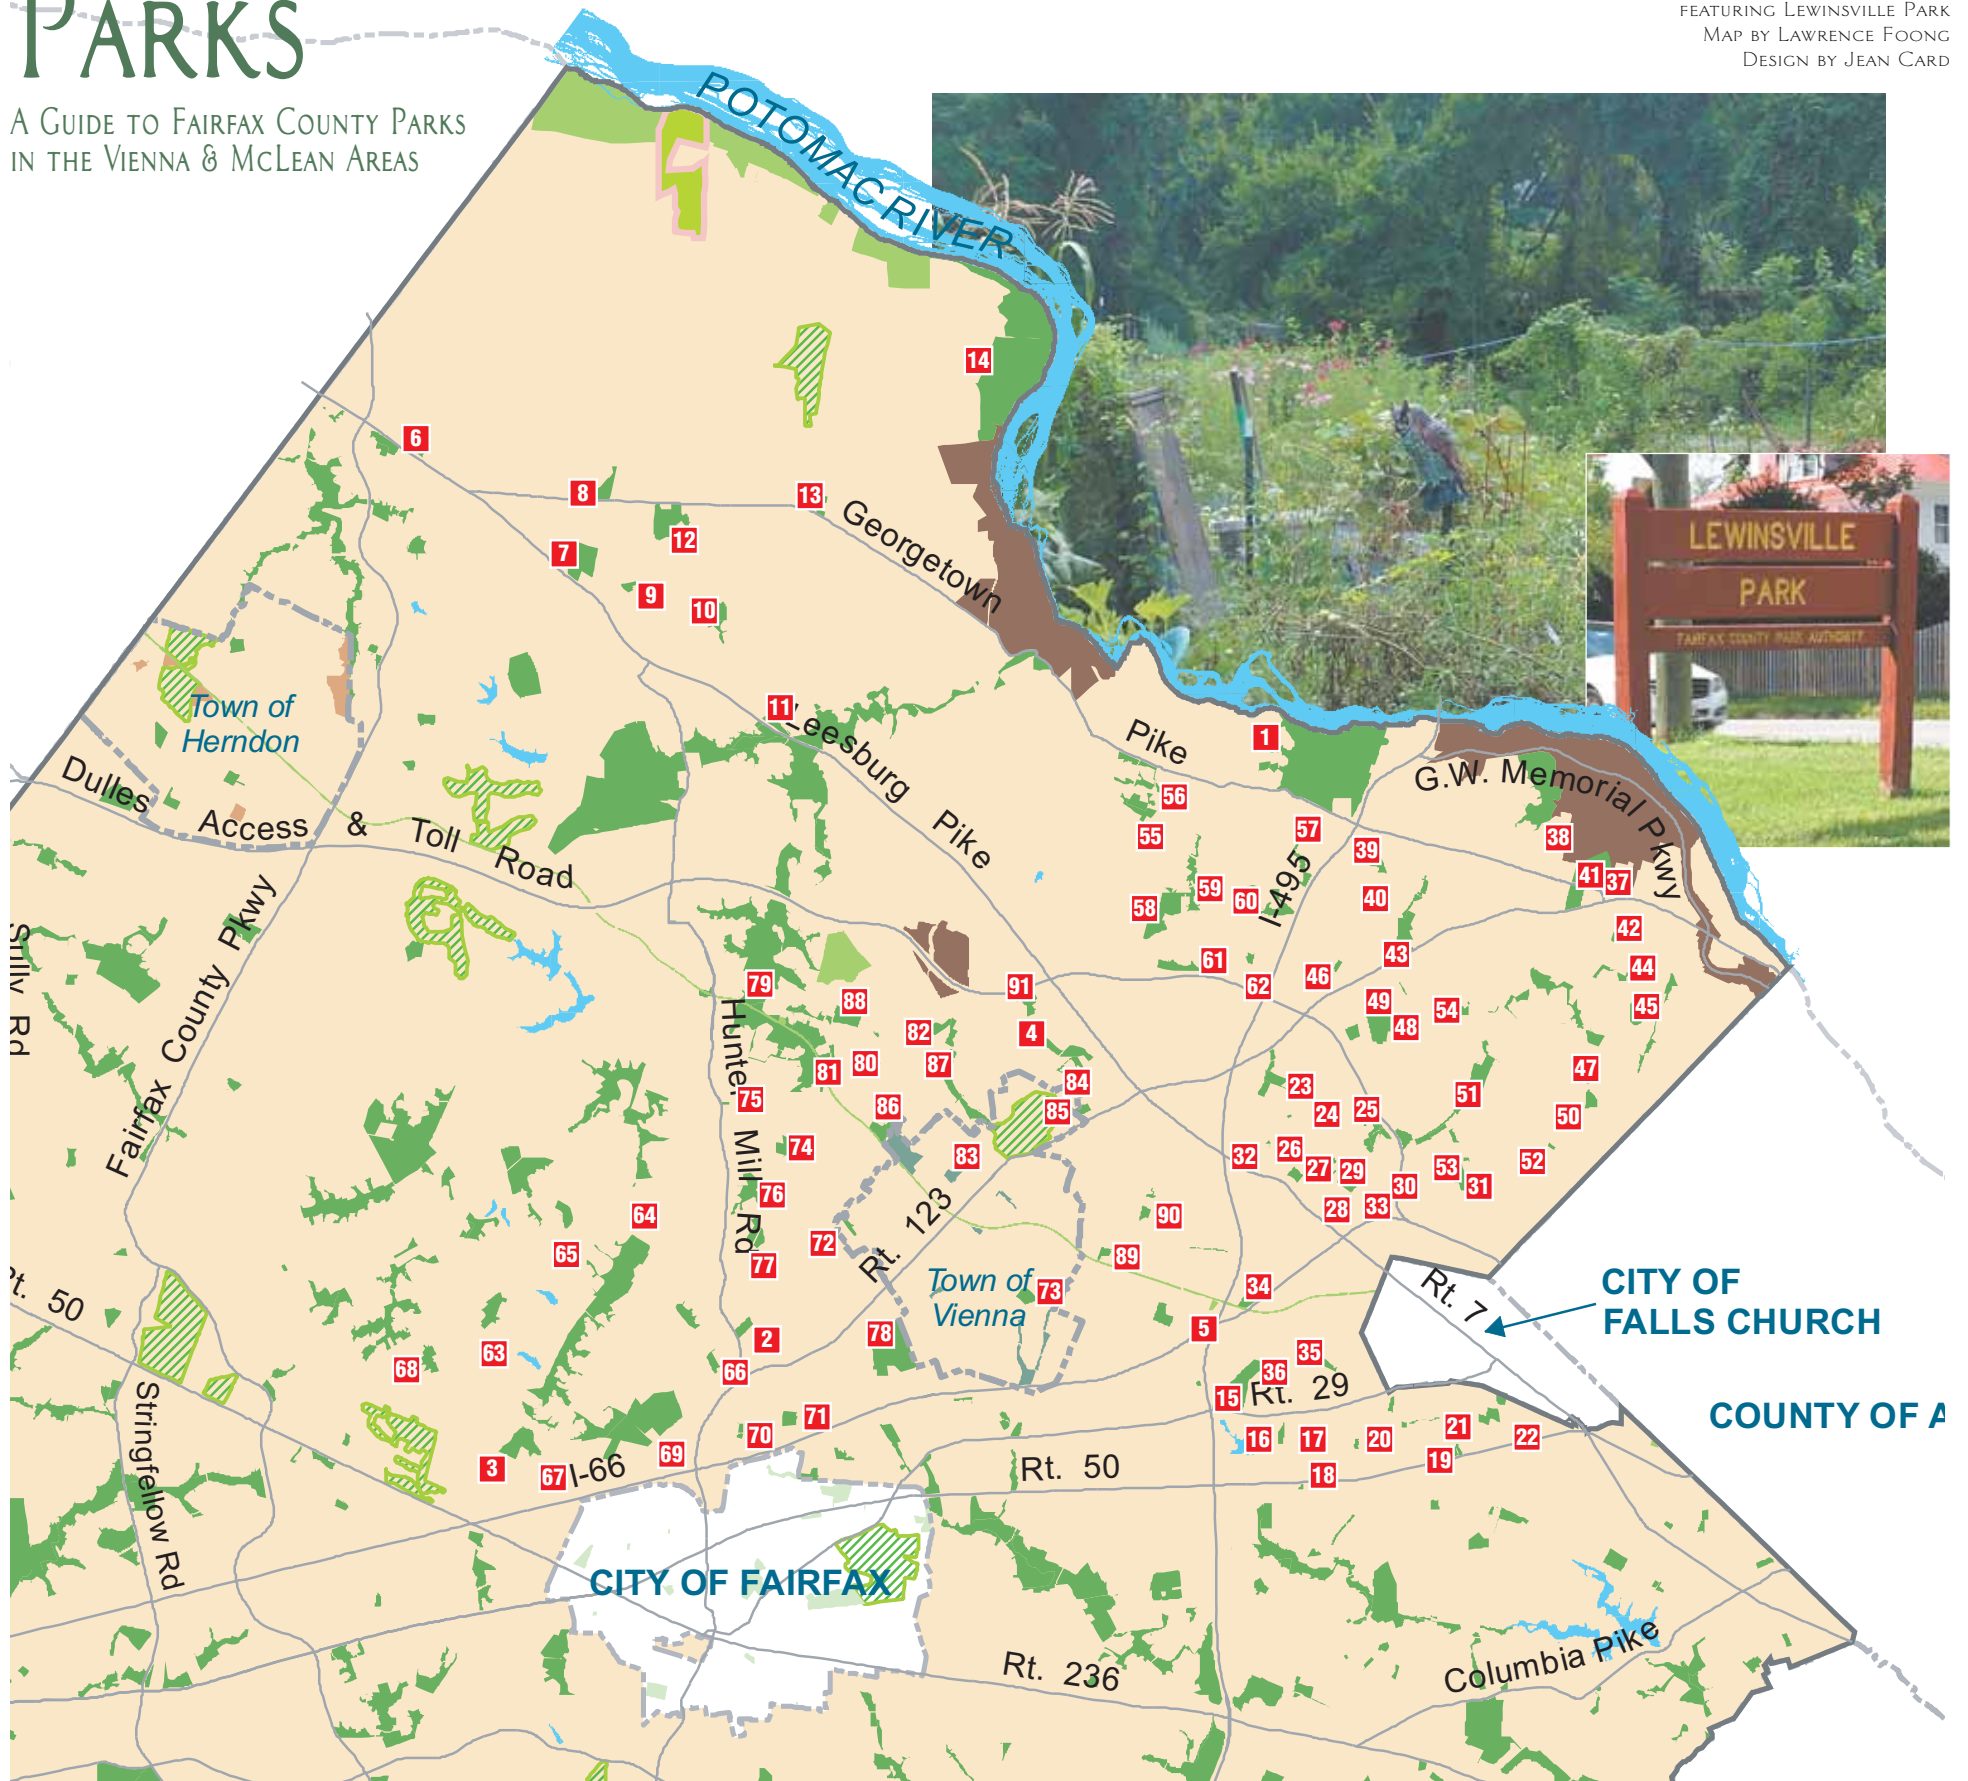 PARKS
A GUIDE TO FAIRFAX COUNTY PARKS
IN THE VIENNA & MCLEAN AREAS
FEATURING LEWINSVILLE PARK
MAP BY LAWRENCE FOONG
DESIGN BY JEAN CARD
POTOMAC RIVER
LEWINSVILLE
PARK
FAIRFAX COUNTY PARK AUTHORITY
14
6
8
13
Georgetown
12
7
9
10
Town of
Herndon
11
Leesburg
Pike
Pike
1
G.W. Memorial Pkwy
Dulles
Access & Toll Road
56
55
57
38
39
I-495
41
37
59
60
58
40
42
Fairfax County Pkwy
Sully Rd
43
61
46
44
62
79
91
88
49
54
45
48
Hunter Mill Rd
82
4
80
87
81
47
84
23
51
75
86
85
24
25
50
74
83
32
26
27
29
53
52
30
31
76
28
33
64
90
72
65
Rt. 123
89
77
Town of
Vienna
73
34
CITY OF
FALLS CHURCH
Rt. 7
Rt. 50
5
78
2
63
35
68
66
36
15
Rt. 29
COUNTY OF A
71
70
16
17
20
21
22
69
19
3
67
I-66
Rt. 50
18
Stringfellow Rd
CITY OF FAIRFAX
Rt. 236
Columbia Pike